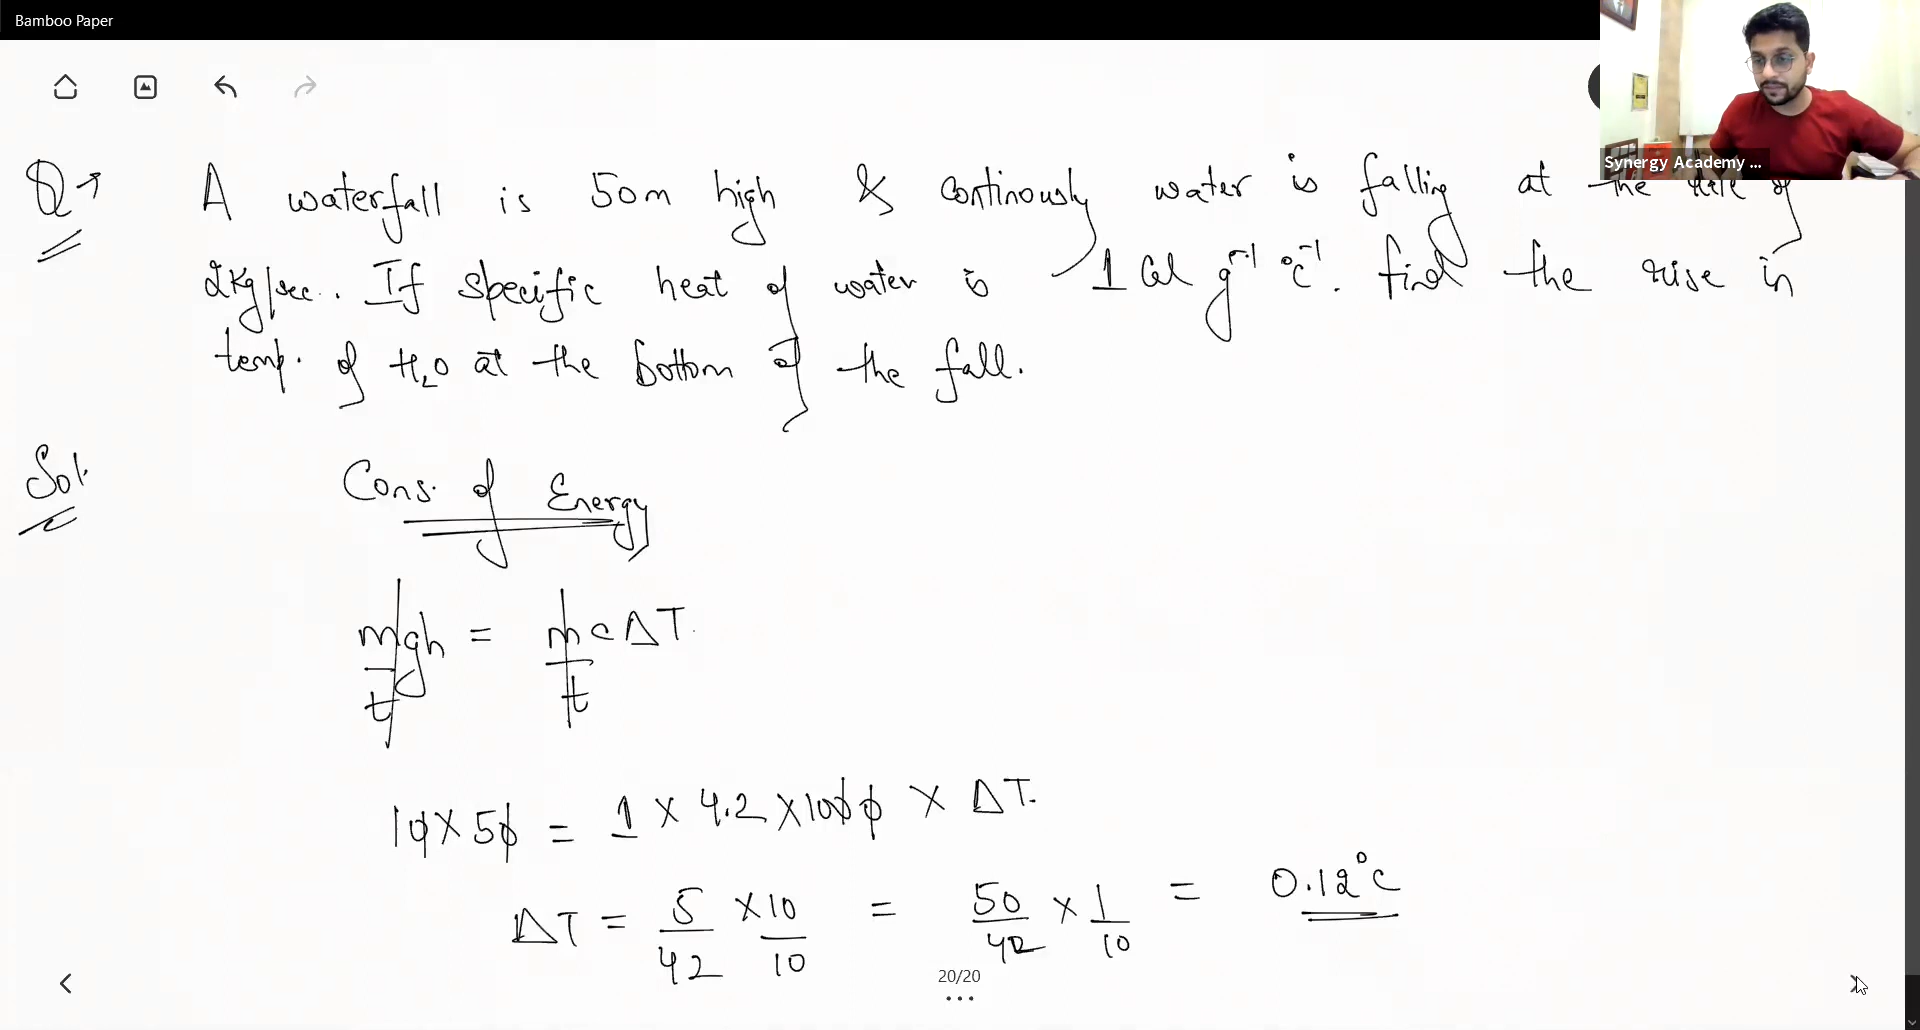 Bamboo Paper
Synergy Academy ...
Q→ A waterfall is 50m high & continously water is falling at the rate of
2kg/sec. If specific heat of water is 1 Cal g⁻¹ °C⁻¹. find the rise in
temp. of H₂O at the bottom of the fall.
Sol.
Cons. of Energy
m/t gh = m/t c ΔT.
10 × 50 = 1 × 4.2 × 1000 × ΔT.
ΔT = 5/42 × 10/10 = 50/42 × 1/10 = 0.12°C
20/20